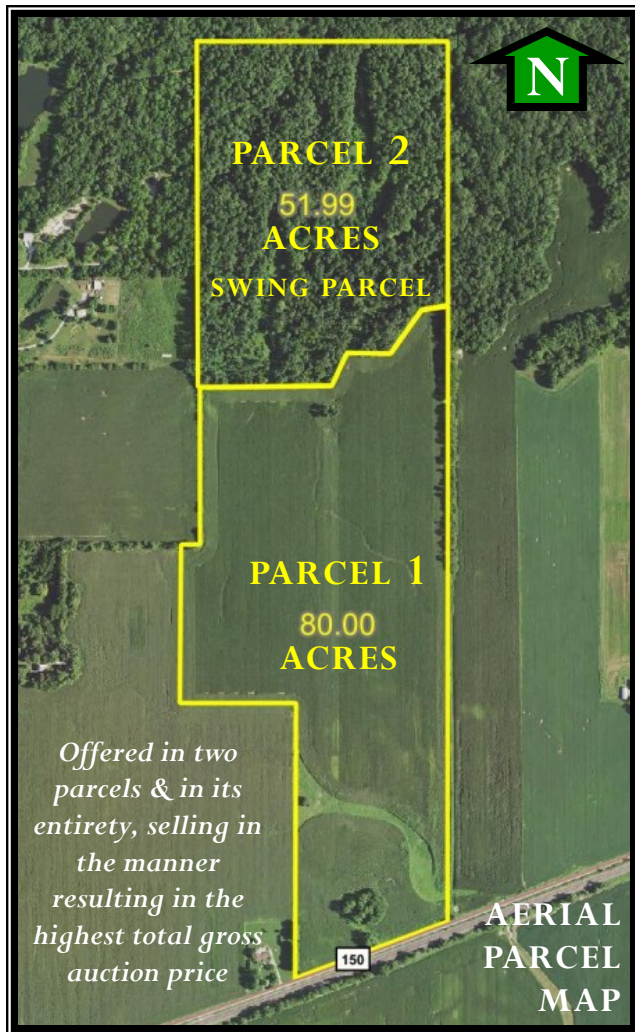 N
PARCEL 2
51.99
ACRES
SWING PARCEL
PARCEL 1
80.00
ACRES
Offered in two
parcels & in its
entirety, selling in
the manner
resulting in the
highest total gross
auction price
150
AERIAL
PARCEL
MAP